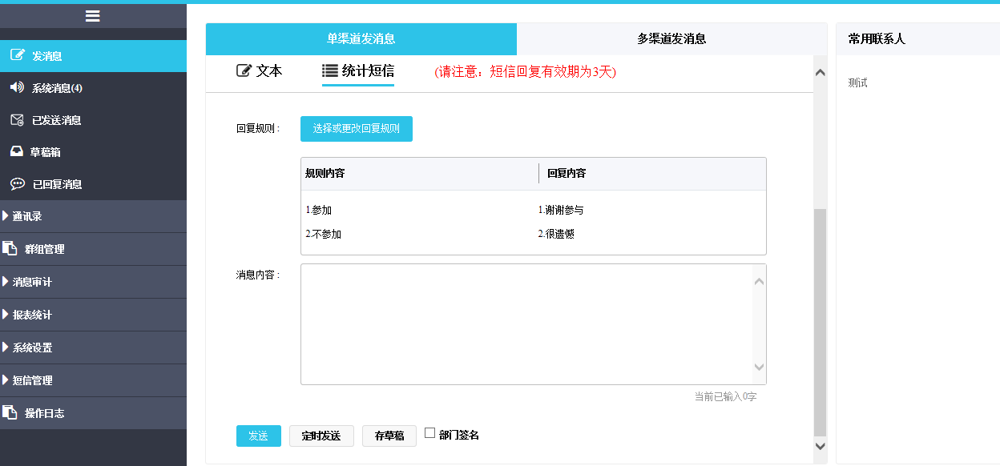 发消息
系统消息(4)
已发送消息
草稿箱
已回复消息
通讯录
群组管理
消息审计
报表统计
系统设置
短信管理
操作日志
单渠道发消息 多渠道发消息
文本 统计短信 (请注意：短信回复有效期为3天)
回复规则： 选择或更改回复规则
规则内容 回复内容
1.参加 1.谢谢参与
2.不参加 2.很遗憾
消息内容：
当前已输入0字
发送 定时发送 存草稿 部门签名
常用联系人
测试